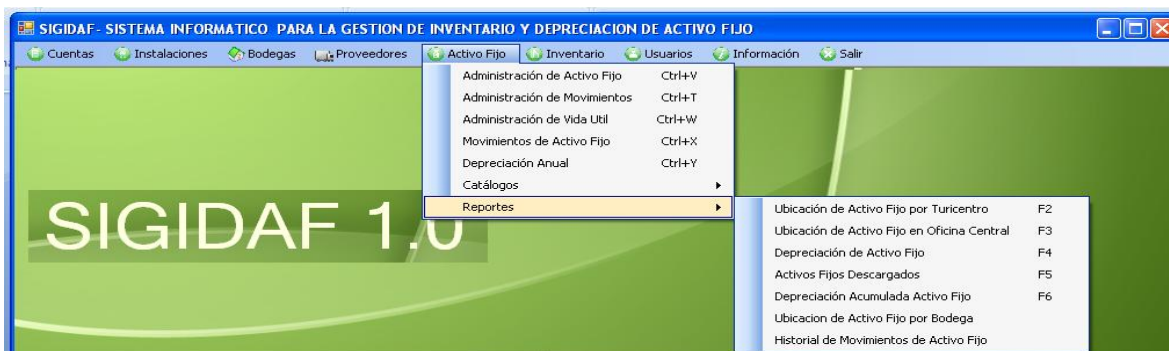 SIGIDAF- SISTEMA INFORMATICO PARA LA GESTION DE INVENTARIO Y DEPRECIACION DE ACTIVO FIJO
Cuentas Instalaciones Bodegas Proveedores Activo Fijo Inventario Usuarios Información Salir
Administración de Activo Fijo Ctrl+V
Administración de Movimientos Ctrl+T
Administración de Vida Util Ctrl+W
Movimientos de Activo Fijo Ctrl+X
Depreciación Anual Ctrl+Y
Catálogos
Reportes
SIGIDAF 1.0
Ubicación de Activo Fijo por Turicentro F2
Ubicación de Activo Fijo en Oficina Central F3
Depreciación de Activo Fijo F4
Activos Fijos Descargados F5
Depreciación Acumulada Activo Fijo F6
Ubicacion de Activo Fijo por Bodega
Historial de Movimientos de Activo Fijo